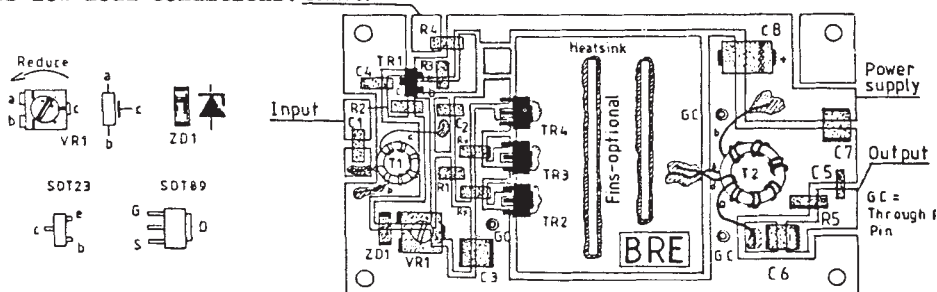 Reduce
a
b
c
VR1
a
c
b
ZD1
SOT23
SOT89
c
e
b
G
S
D
Input
R4
TR1
C4
R3
R2
C1
C2
T1
R1
ZD1
VR1
C3
GC
TR4
TR3
TR2
Heatsink
Fins-optional
BRE
C8
+
GC
T2
C7
C5
R5
C6
GC
Power
supply
Output
GC =
Through
Pin